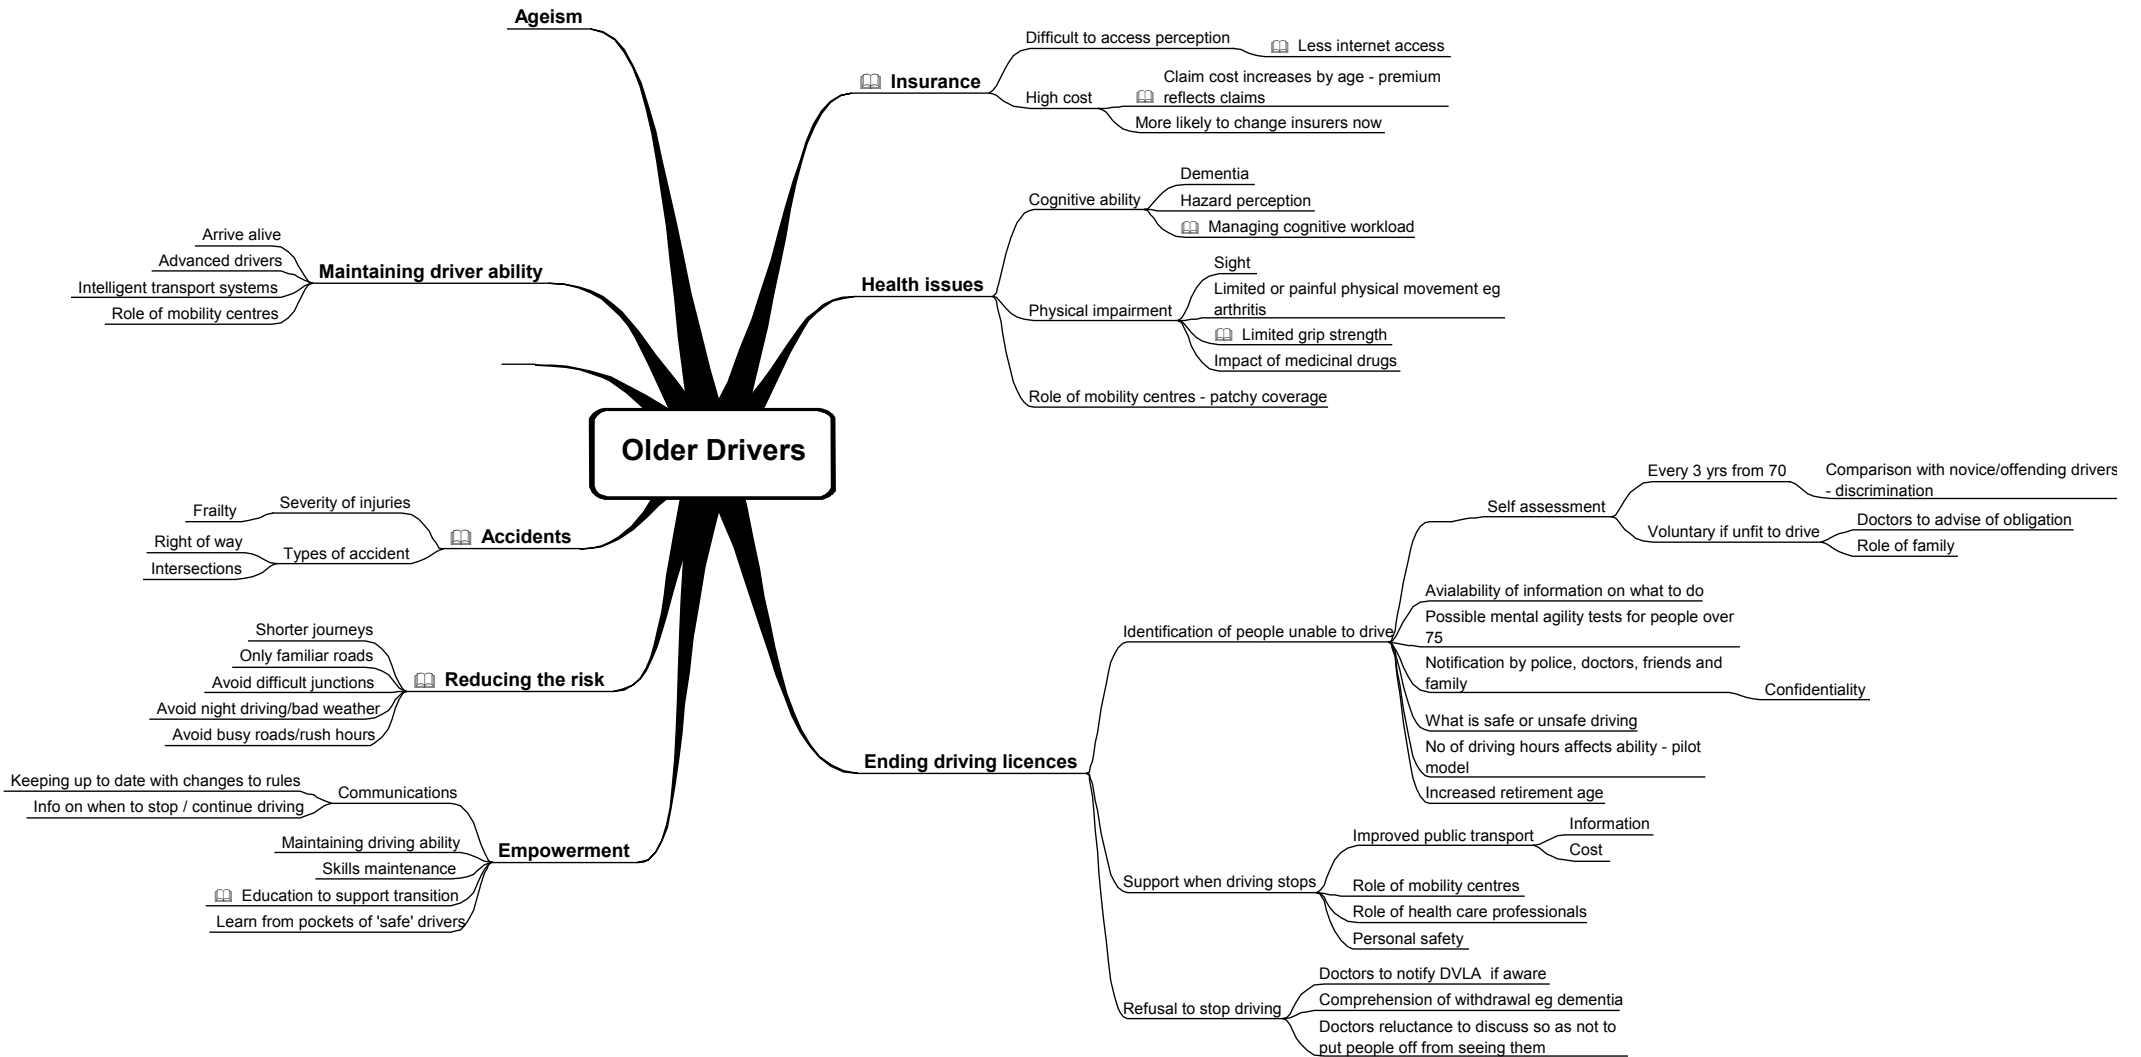 Older Drivers
Ageism
Insurance
Difficult to access perception
Less internet access
High cost
Claim cost increases by age - premium
reflects claims
More likely to change insurers now
Health issues
Cognitive ability
Dementia
Hazard perception
Managing cognitive workload
Physical impairment
Sight
Limited or painful physical movement eg
arthritis
Limited grip strength
Impact of medicinal drugs
Role of mobility centres - patchy coverage
Ending driving licences
Identification of people unable to drive
Self assessment
Every 3 yrs from 70
Comparison with novice/offending drivers
- discrimination
Voluntary if unfit to drive
Doctors to advise of obligation
Role of family
Avialability of information on what to do
Possible mental agility tests for people over
75
Notification by police, doctors, friends and
family
Confidentiality
What is safe or unsafe driving
No of driving hours affects ability - pilot
model
Increased retirement age
Support when driving stops
Improved public transport
Information
Cost
Role of mobility centres
Role of health care professionals
Personal safety
Refusal to stop driving
Doctors to notify DVLA  if aware
Comprehension of withdrawal eg dementia
Doctors reluctance to discuss so as not to
put people off from seeing them
Maintaining driver ability
Arrive alive
Advanced drivers
Intelligent transport systems
Role of mobility centres
Accidents
Severity of injuries
Frailty
Types of accident
Right of way
Intersections
Reducing the risk
Shorter journeys
Only familiar roads
Avoid difficult junctions
Avoid night driving/bad weather
Avoid busy roads/rush hours
Empowerment
Communications
Keeping up to date with changes to rules
Info on when to stop / continue driving
Maintaining driving ability
Skills maintenance
Education to support transition
Learn from pockets of 'safe' drivers